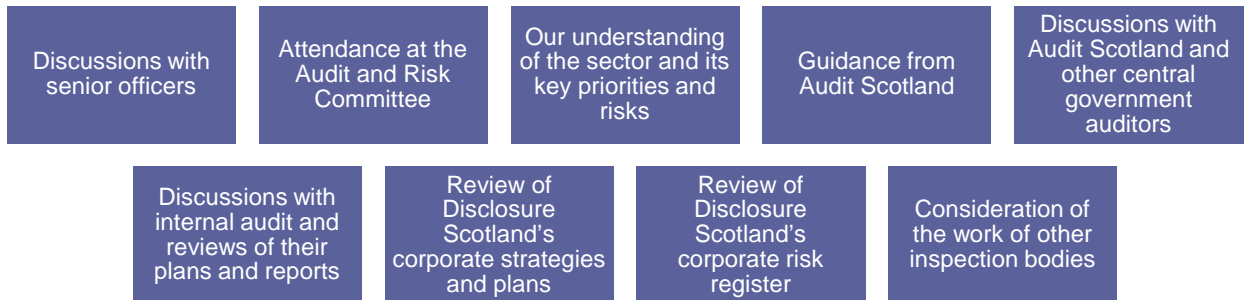 Discussions with
senior officers
Attendance at the
Audit and Risk
Committee
Our understanding
of the sector and its
key priorities and
risks
Guidance from
Audit Scotland
Discussions with
Audit Scotland and
other central
government
auditors
Discussions with
internal audit and
reviews of their
plans and reports
Review of
Disclosure
Scotland's
corporate strategies
and plans
Review of
Disclosure
Scotland's
corporate risk
register
Consideration of
the work of other
inspection bodies